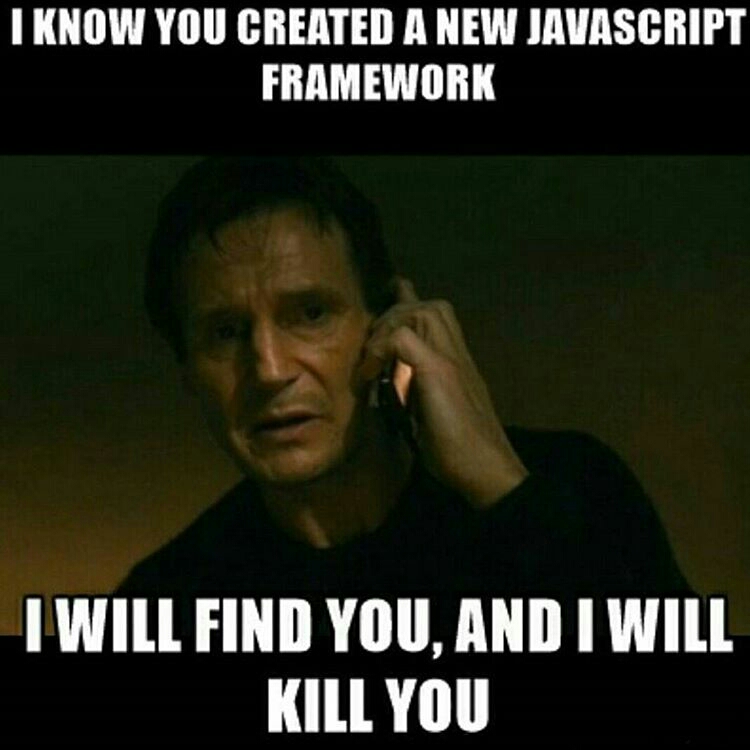 I KNOW YOU CREATED A NEW JAVASCRIPT
FRAMEWORK
I WILL FIND YOU, AND I WILL
KILL YOU